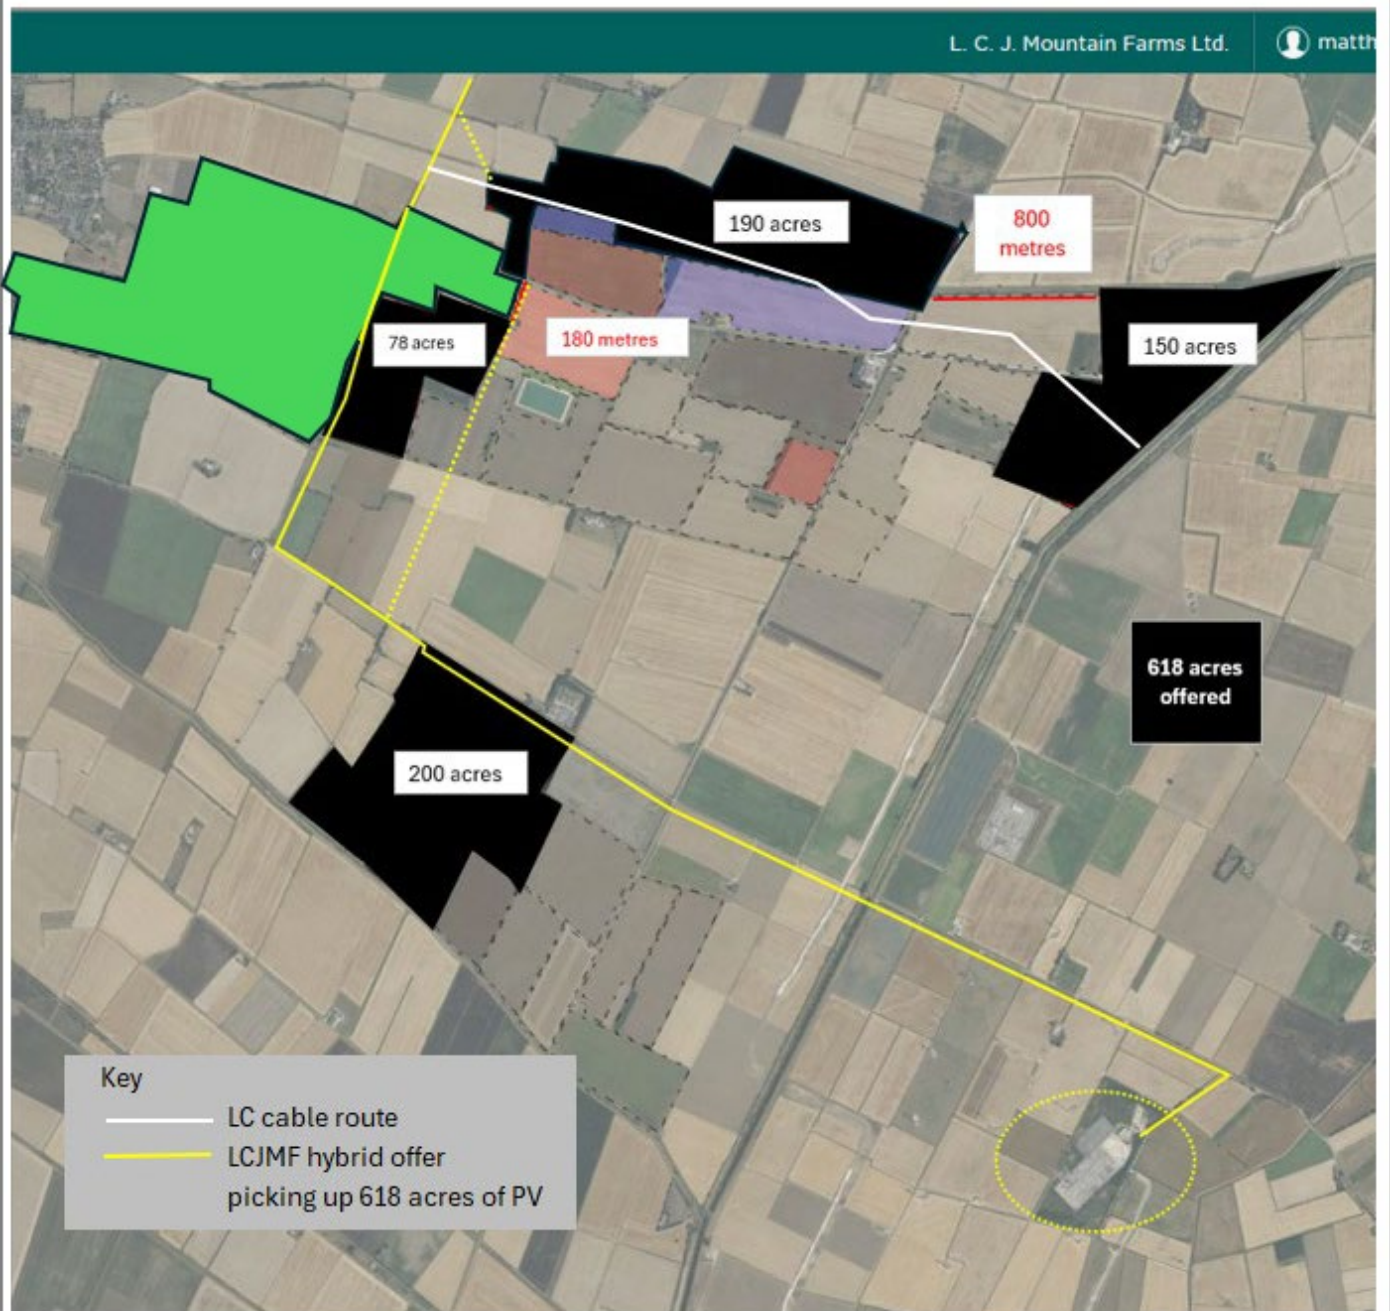 L. C. J. Mountain Farms Ltd.
matth
190 acres
800
metres
78 acres
180 metres
150 acres
618 acres
offered
200 acres
Key
LC cable route
LCJMF hybrid offer
picking up 618 acres of PV